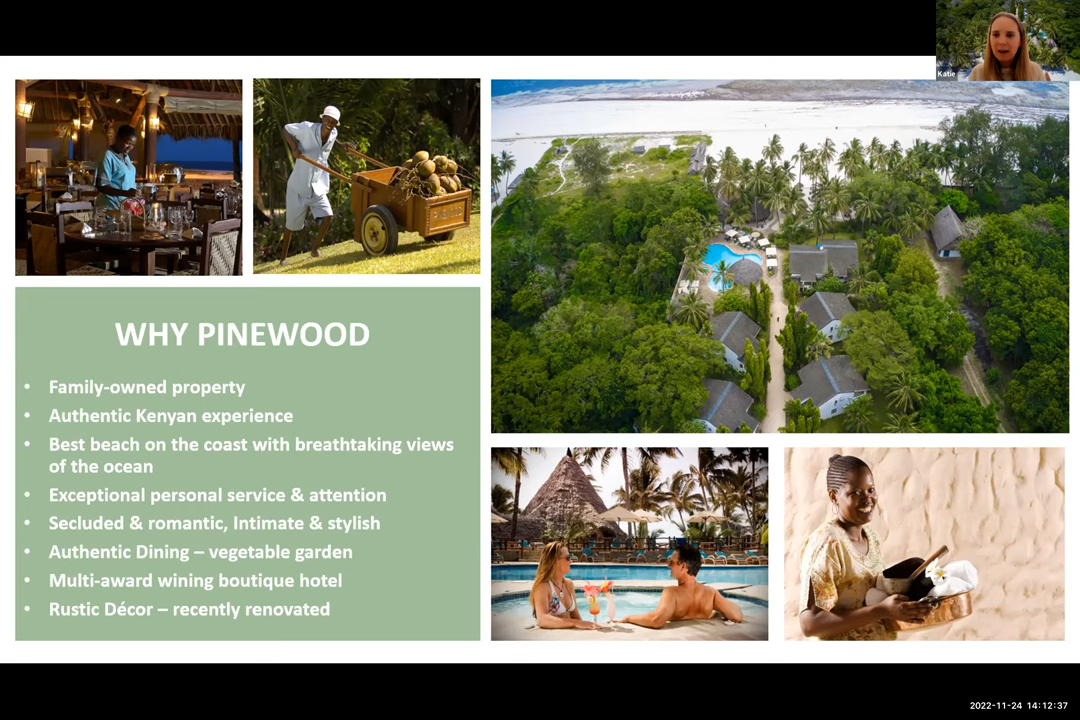 Katie
WHY PINEWOOD
• Family-owned property
• Authentic Kenyan experience
• Best beach on the coast with breathtaking views
of the ocean
• Exceptional personal service & attention
• Secluded & romantic, Intimate & stylish
• Authentic Dining – vegetable garden
• Multi-award wining boutique hotel
• Rustic Décor – recently renovated
2022-11-24 14:12:37